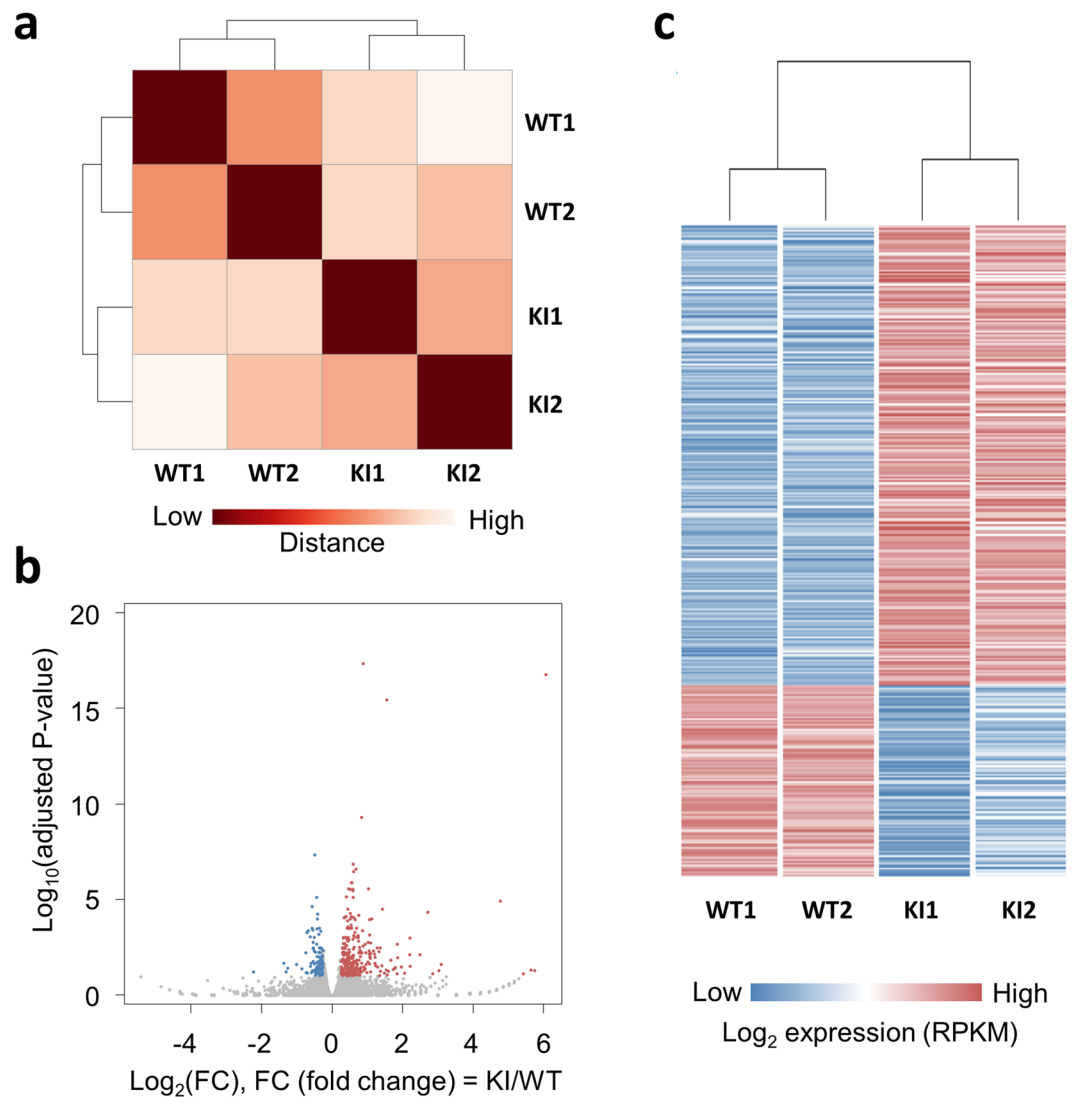 a
WT1
WT2
KI1
KI2
WT1 WT2 KI1 KI2
Low High
Distance
b
20
15
10
5
0
Log10(adjusted P-value)
-4 -2 0 2 4 6
Log2(FC), FC (fold change) = KI/WT
c
WT1 WT2 KI1 KI2
Low High
Log2 expression (RPKM)